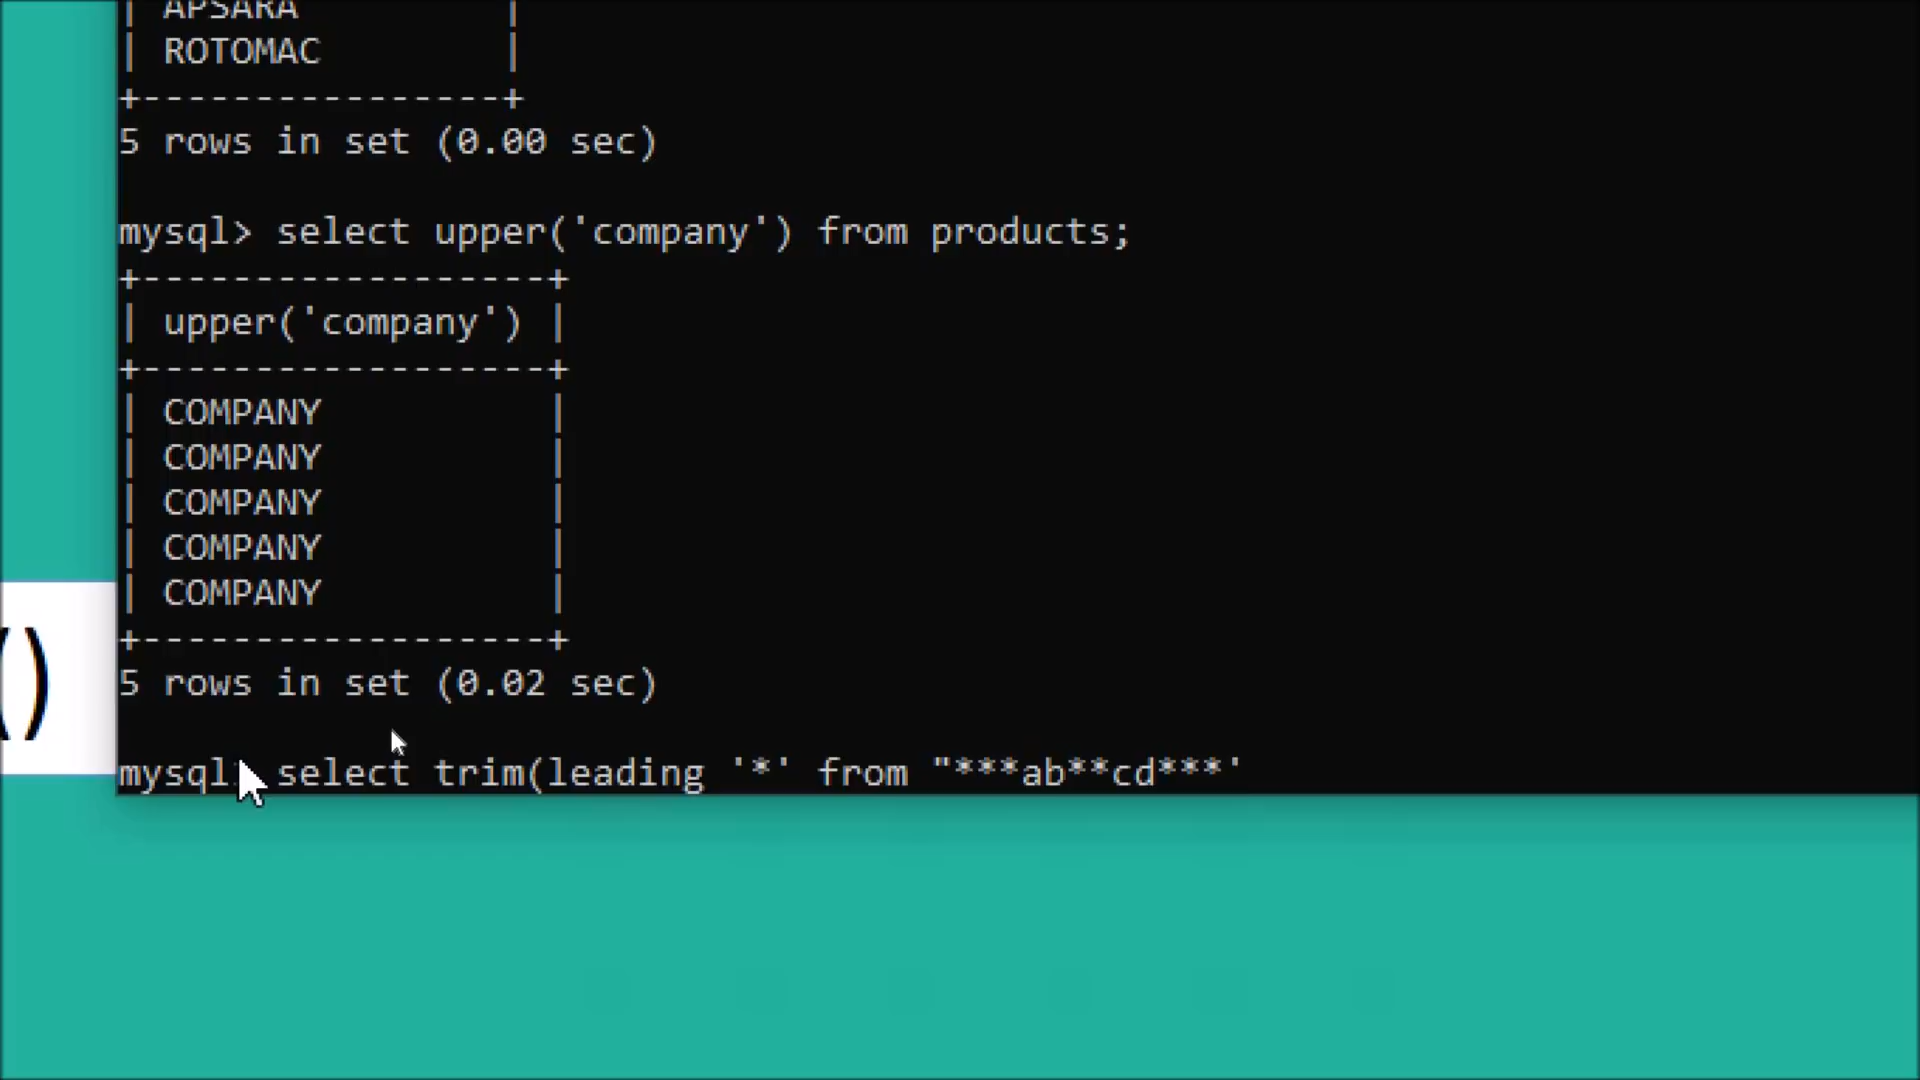 | APSARA         |
| ROTOMAC        |
+----------------+
5 rows in set (0.00 sec)
mysql> select upper('company') from products;
+------------------+
| upper('company') |
+------------------+
| COMPANY          |
| COMPANY          |
| COMPANY          |
| COMPANY          |
| COMPANY          |
+------------------+
5 rows in set (0.02 sec)
()
mysql> select trim(leading '*' from "***ab**cd***'